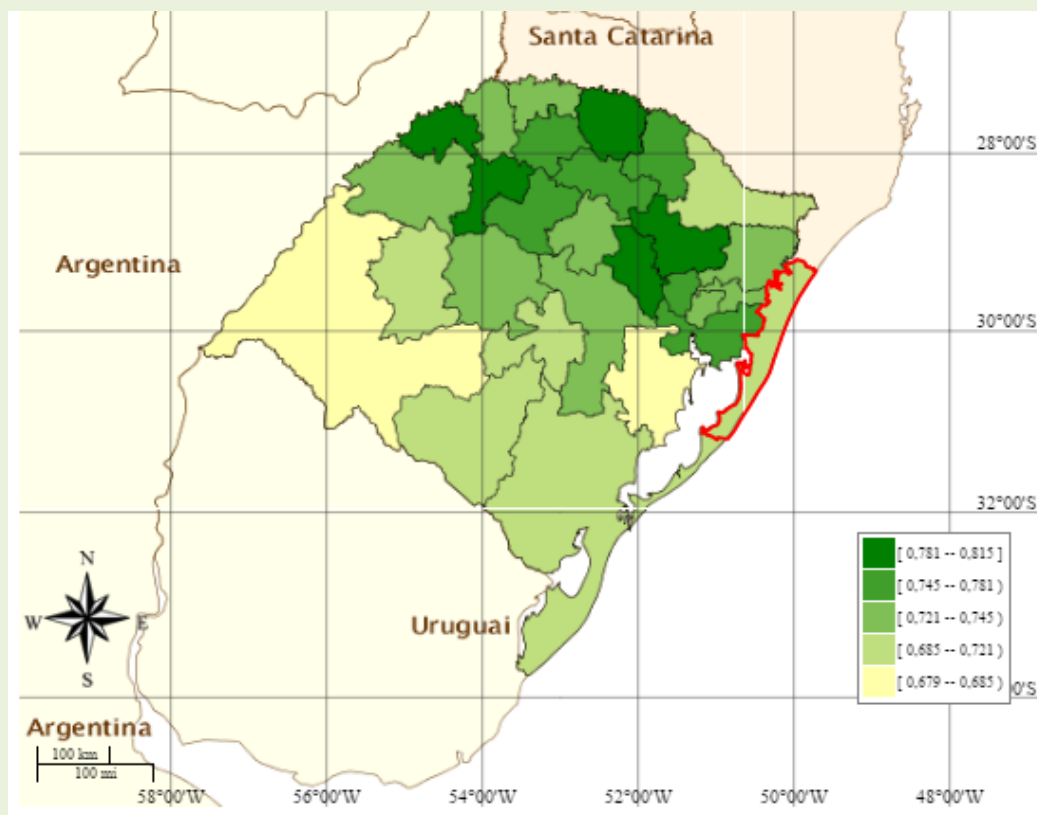 Santa Catarina
28°00'S
Argentina
30°00'S
32°00'S
[ 0,781 -- 0,815 ]
[ 0,745 -- 0,781 )
[ 0,721 -- 0,745 )
[ 0,685 -- 0,721 )
[ 0,679 -- 0,685 )
00'S
N
W
E
S
Uruguai
Argentina
100 km
100 mi
58°00'W
56°00'W
54°00'W
52°00'W
50°00'W
48°00'W